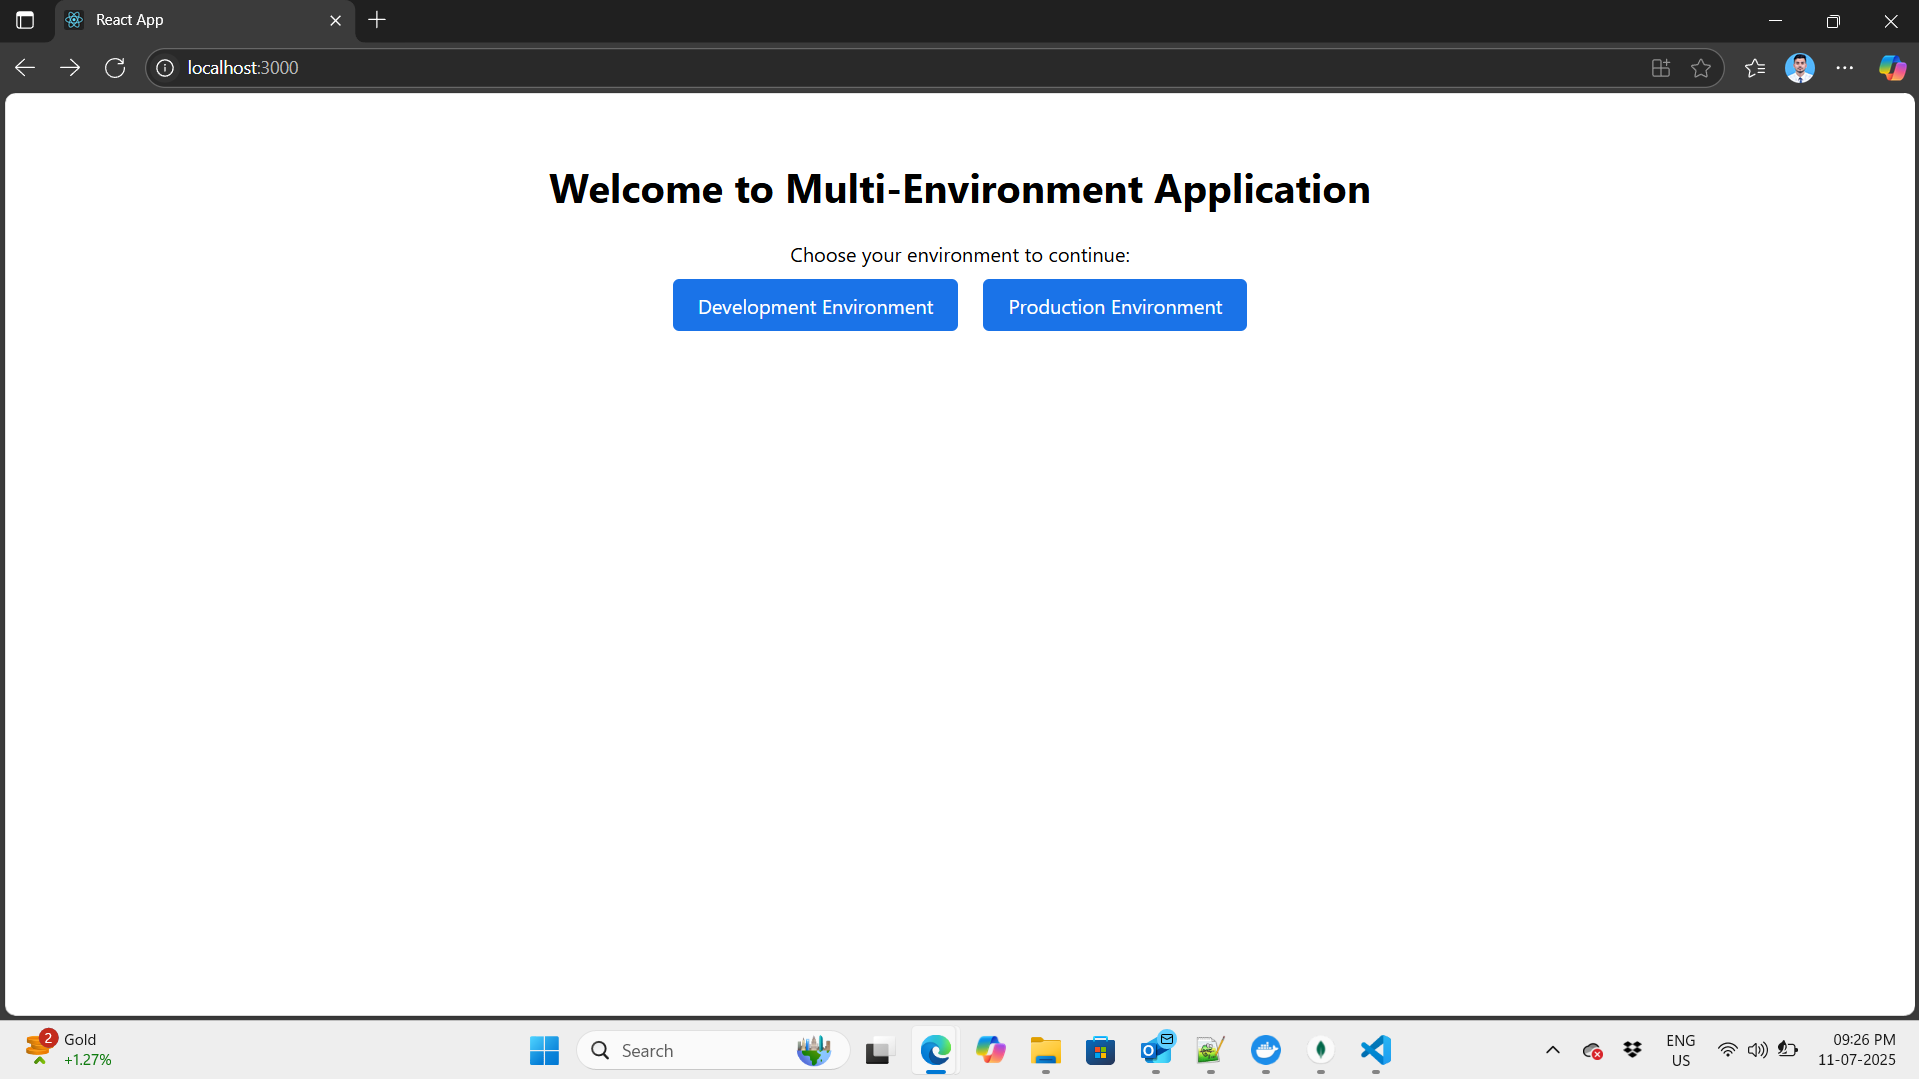 React App
localhost:3000
Welcome to Multi-Environment Application
Choose your environment to continue:
Development Environment
Production Environment
2
Gold
+1.27%
Search
ENG
US
09:26 PM
11-07-2025